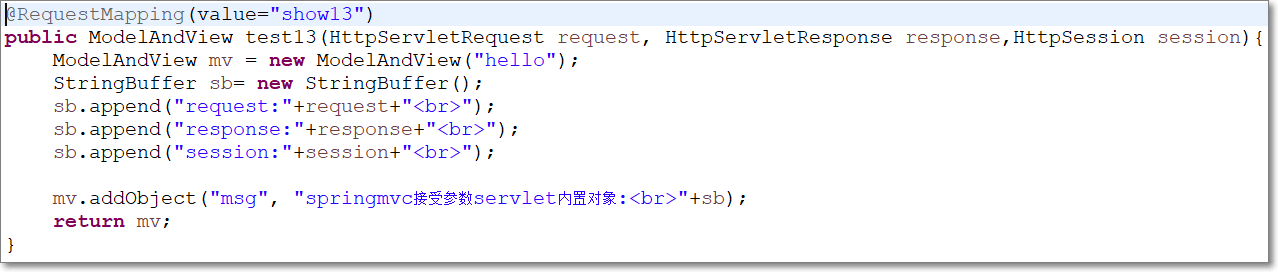 @RequestMapping(value="show13")
public ModelAndView test13(HttpServletRequest request, HttpServletResponse response,HttpSession session){
    ModelAndView mv = new ModelAndView("hello");
    StringBuffer sb= new StringBuffer();
    sb.append("request:"+request+"<br>");
    sb.append("response:"+response+"<br>");
    sb.append("session:"+session+"<br>");

    mv.addObject("msg", "springmvc接受参数servlet内置对象:<br>"+sb);
    return mv;
}